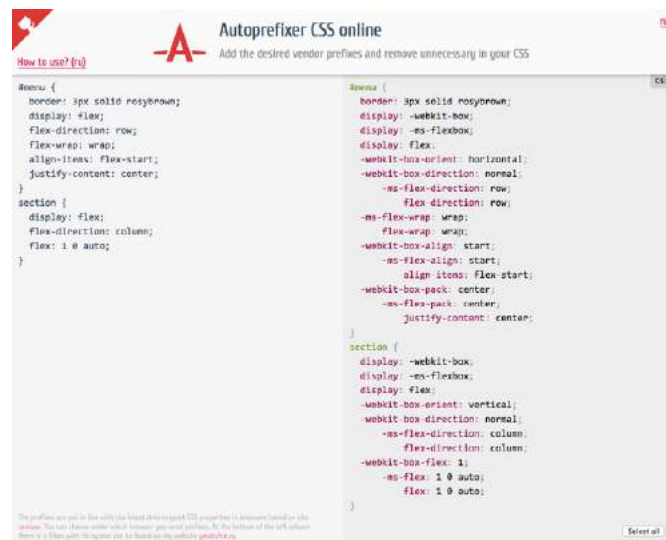 Autoprefixer CSS online
Add the desired vendor prefixes and remove unnecessary in your CSS
How to use? (ru)
-A-
#menu {
border: 3px solid rosybrown;
display: flex;
flex-direction: row;
flex-wrap: wrap;
align-items: flex-start;
justify-content: center;
}
section {
display: flex;
flex-direction: column;
flex: 1 0 auto;
}
#menu {
border: 3px solid rosybrown;
display: -webkit-box;
display: -ms-flexbox;
display: flex;
-webkit-box-orient: horizontal;
-webkit-box-direction: normal;
-ms-flex-direction: row;
flex-direction: row;
-ms-flex-wrap: wrap;
flex-wrap: wrap;
-webkit-box-align: start;
-ms-flex-align: start;
align-items: flex-start;
-webkit-box-pack: center;
-ms-flex-pack: center;
justify-content: center;
}
section {
display: -webkit-box;
display: -ms-flexbox;
display: flex;
-webkit-box-orient: vertical;
-webkit-box-direction: normal;
-ms-flex-direction: column;
flex-direction: column;
-webkit-box-flex: 1;
-ms-flex: 1 0 auto;
flex: 1 0 auto;
}
Select all